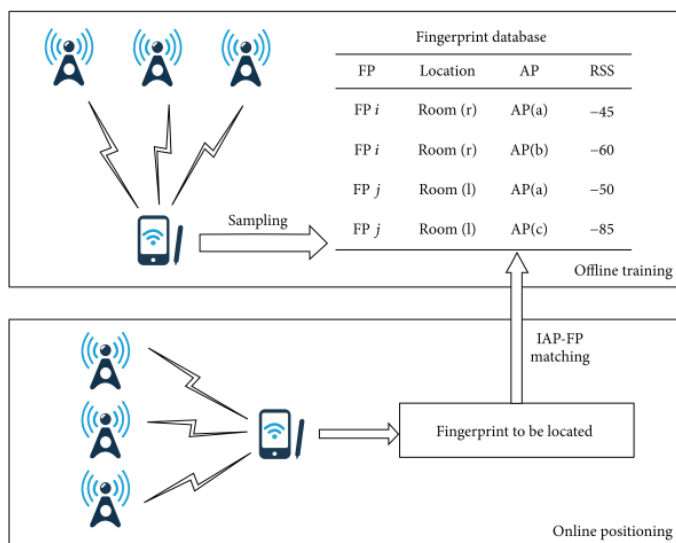 Fingerprint database
FP Location AP RSS
FP i Room (r) AP(a) −45
FP i Room (r) AP(b) −60
FP j Room (l) AP(a) −50
FP j Room (l) AP(c) −85
Sampling
Offline training
IAP-FP
matching
Fingerprint to be located
Online positioning